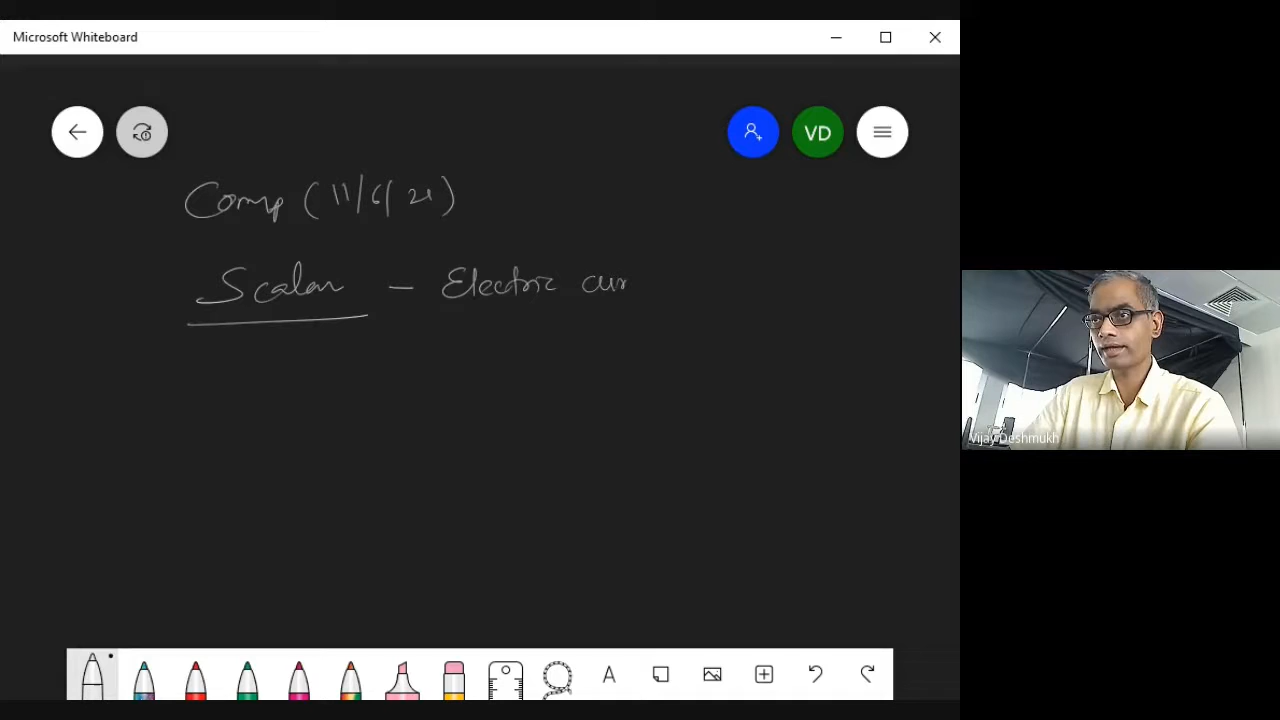 Microsoft Whiteboard
VD
Comp (11/6/21)
Scalar - Electric cur
Vijay Deshmukh
A